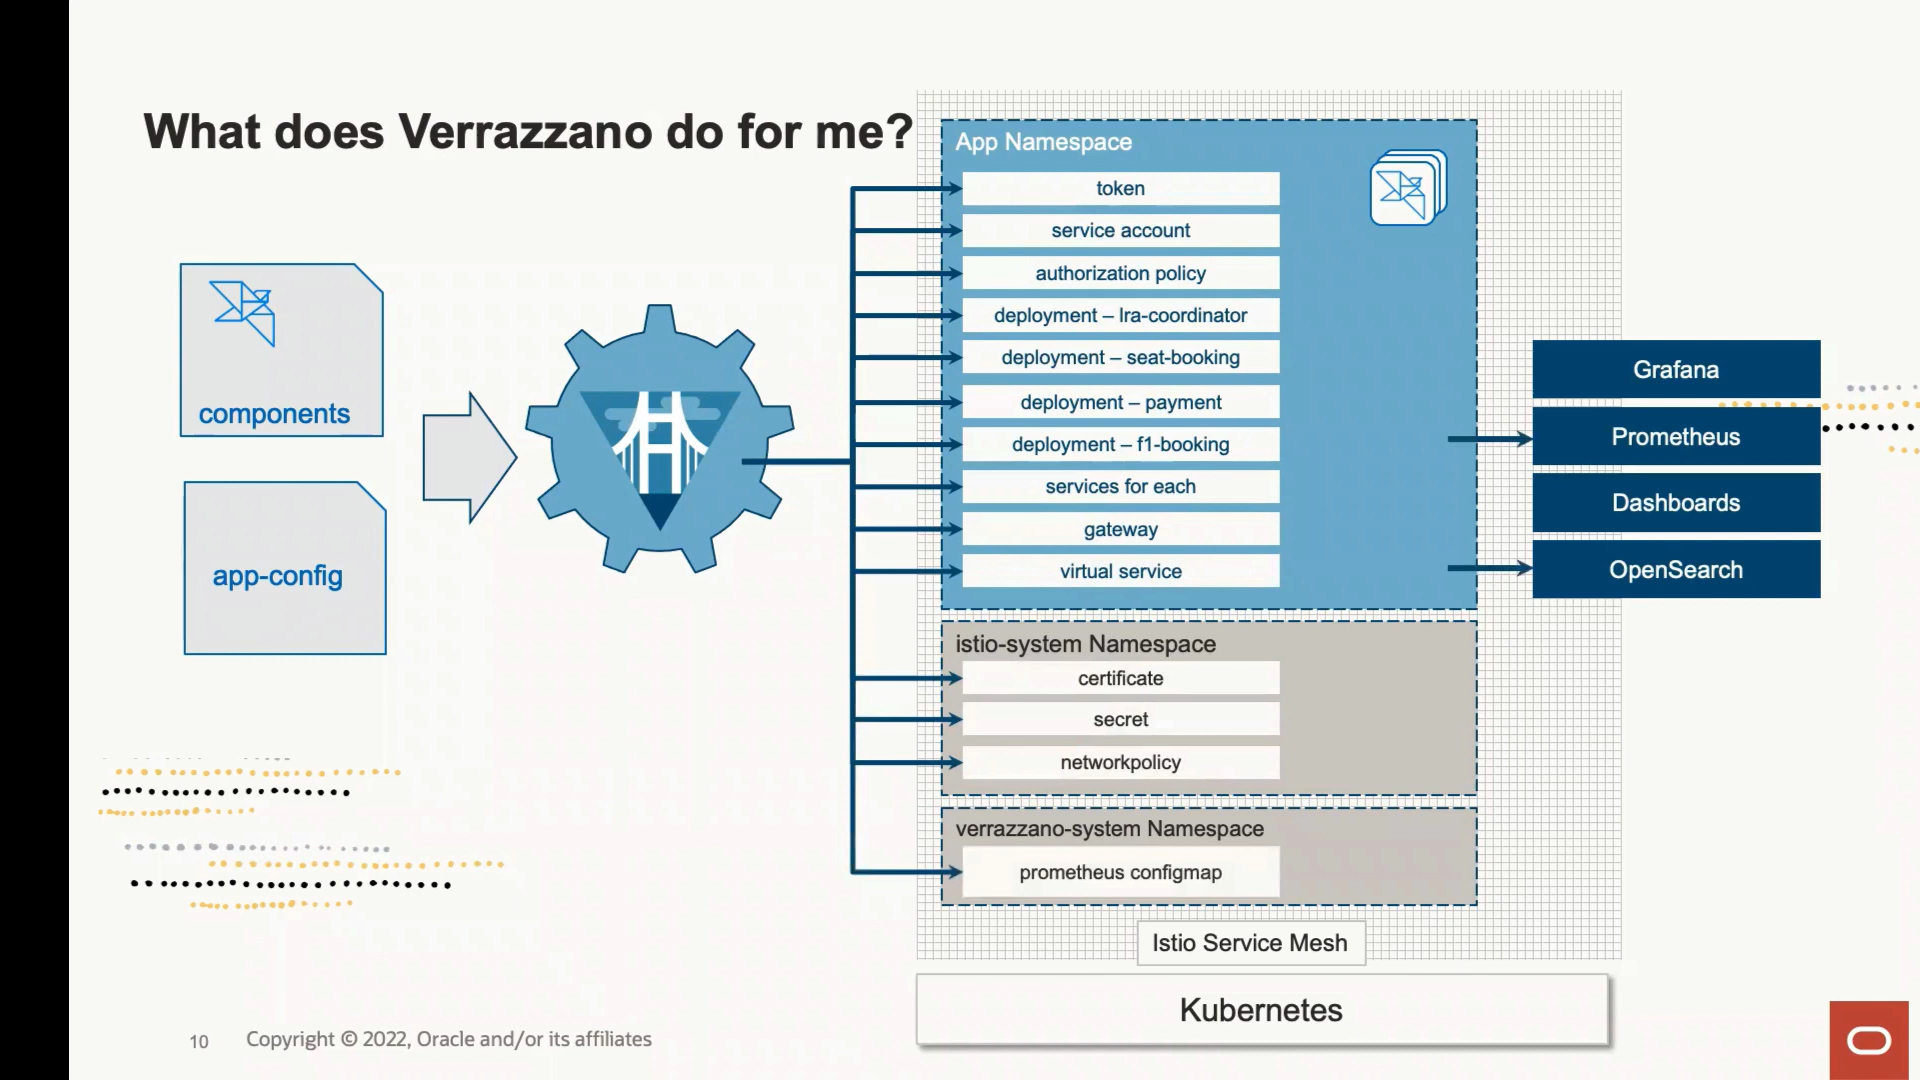 What does Verrazzano do for me?
components
app-config
App Namespace
token
service account
authorization policy
deployment – lra-coordinator
deployment – seat-booking
deployment – payment
deployment – f1-booking
services for each
gateway
virtual service
istio-system Namespace
certificate
secret
networkpolicy
verrazzano-system Namespace
prometheus configmap
Istio Service Mesh
Kubernetes
Grafana
Prometheus
Dashboards
OpenSearch
10 Copyright © 2022, Oracle and/or its affiliates